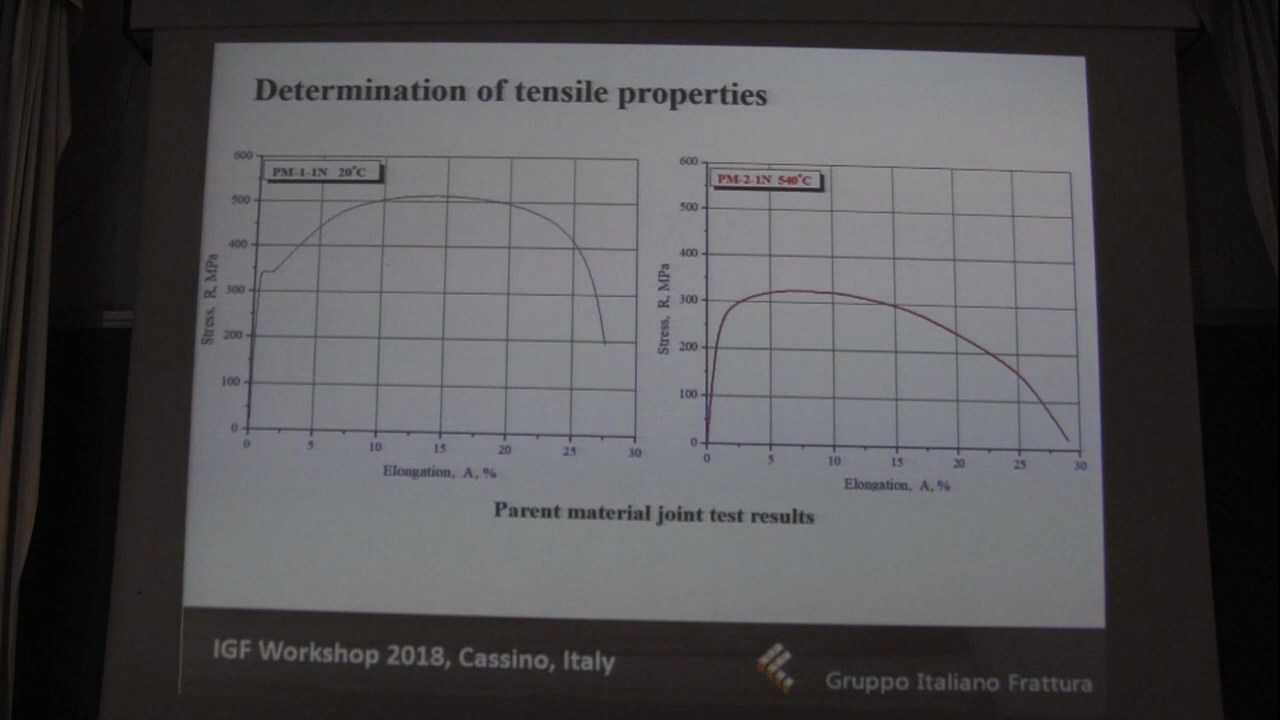 Determination of tensile properties
PM-1-1N 20°C
600
500
400
300
200
100
0
Stress, R, MPa
0 5 10 15 20 25 30
Elongation, A, %
PM-2-1N 540°C
600
500
400
300
200
100
0
Stress, R, MPa
0 5 10 15 20 25 30
Elongation, A, %
Parent material joint test results
IGF Workshop 2018, Cassino, Italy
Gruppo Italiano Frattura